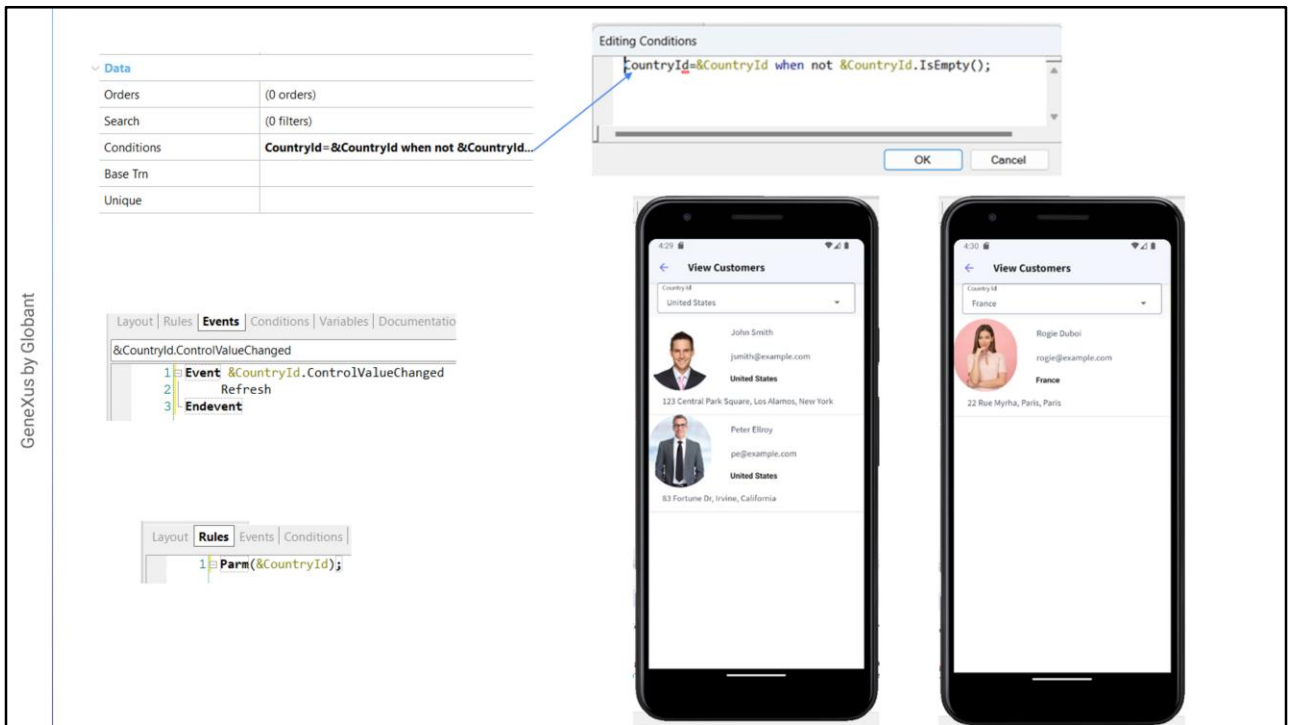 GeneXus by Globant
Data
Orders (0 orders)
Search (0 filters)
Conditions CountryId=&CountryId when not &CountryId...
Base Trn
Unique
Editing Conditions
CountryId=&CountryId when not &CountryId.IsEmpty();
OK Cancel
Layout | Rules | Events | Conditions | Variables | Documentatio
&CountryId.ControlValueChanged
1 Event &CountryId.ControlValueChanged
2 Refresh
3 Endevent
Layout | Rules | Events | Conditions |
1 Parm(&CountryId);
4:29
View Customers
Country Id
United States
John Smith
jsmith@example.com
United States
123 Central Park Square, Los Alamos, New York
Peter Ellroy
pe@example.com
United States
83 Fortune Dr, Irvine, California
4:30
View Customers
Country Id
France
Rogie Duboi
rogie@example.com
France
22 Rue Myrha, Paris, Paris